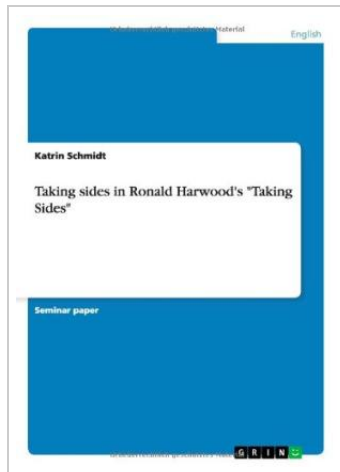 English
Katrin Schmidt
Taking sides in Ronald Harwood's "Taking
Sides"
Seminar paper
GRIN